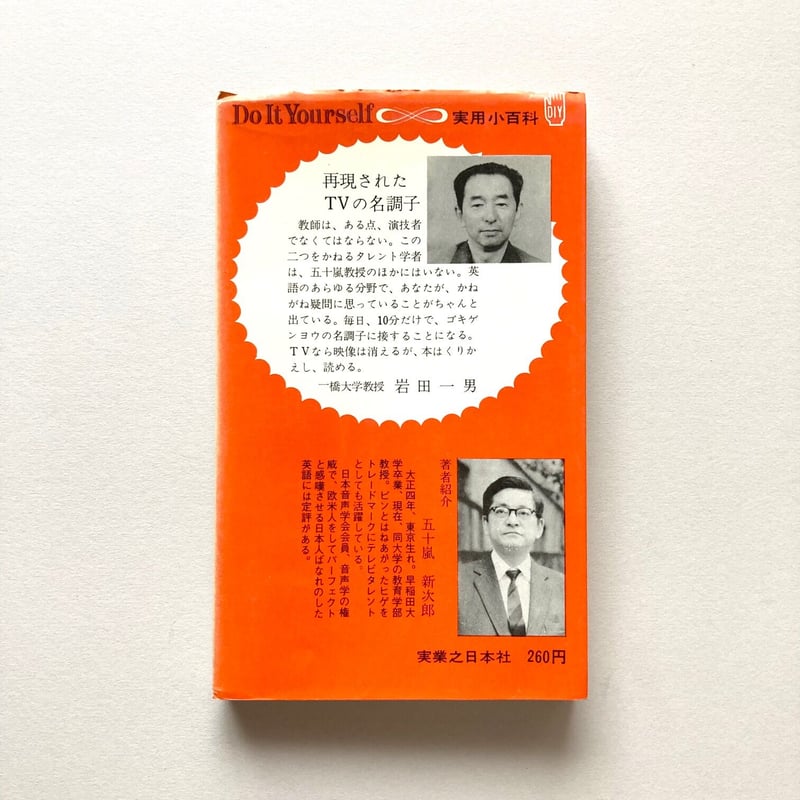 Do It Yourself 実用小百科
DIY
再現された
TVの名調子
教師は、ある点、演技者
でなくてはならない。この
二つをかねるタレント学者
は、五十嵐教授のほかにはいない。英
語のあらゆる分野で、あなたが、かね
がね疑問に思っていることがちゃんと
出ている。毎日、10分だけで、ゴキゲ
ンヨウの名調子に接することになる。
TVなら映像は消えるが、本はくりか
えし、読める。
一橋大学教授 岩田一男
著者紹介
五十嵐 新次郎
大正四年、東京生れ。早稲田大
学卒業、現在、同大学の教育学部
教授。ピンとはねあがったヒゲを
トレードマークにテレビタレント
としても活躍している。
日本音声学会会員、音声学の権
威で、欧米人をしてパーフェクト
と感嘆させる日本人ばなれのした
英語には定評がある。
実業之日本社 260円